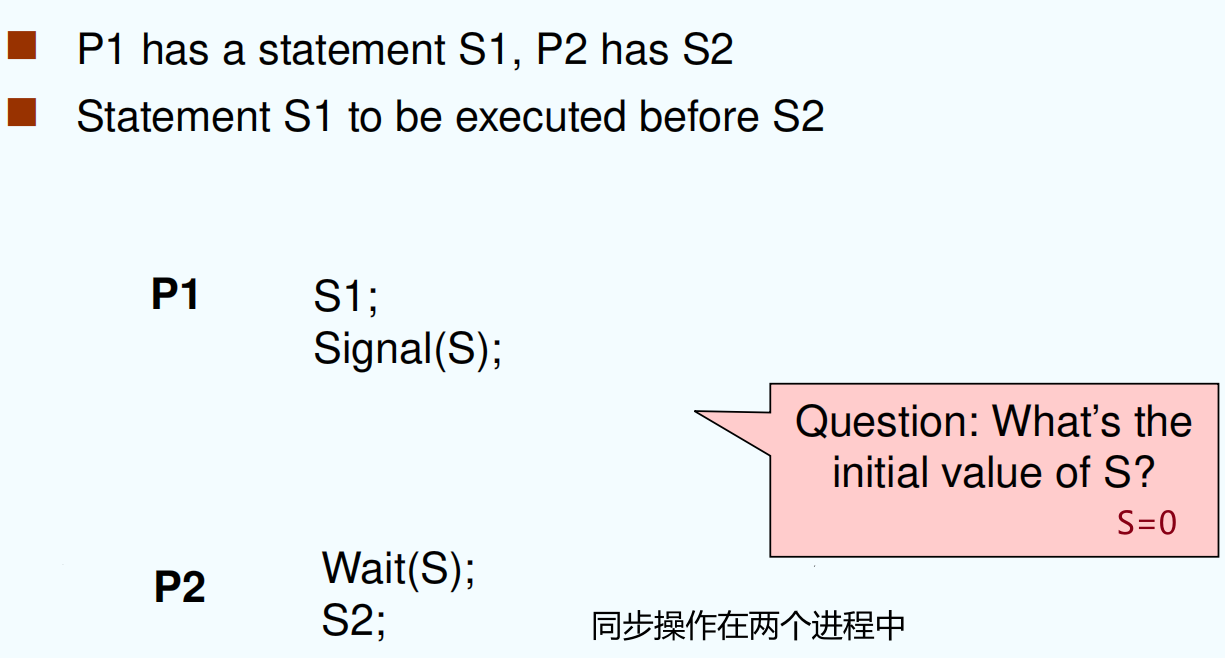 P1 has a statement S1, P2 has S2
Statement S1 to be executed before S2
P1
S1;
Signal(S);
Question: What’s the
initial value of S?
S=0
P2
Wait(S);
S2;
同步操作在两个进程中